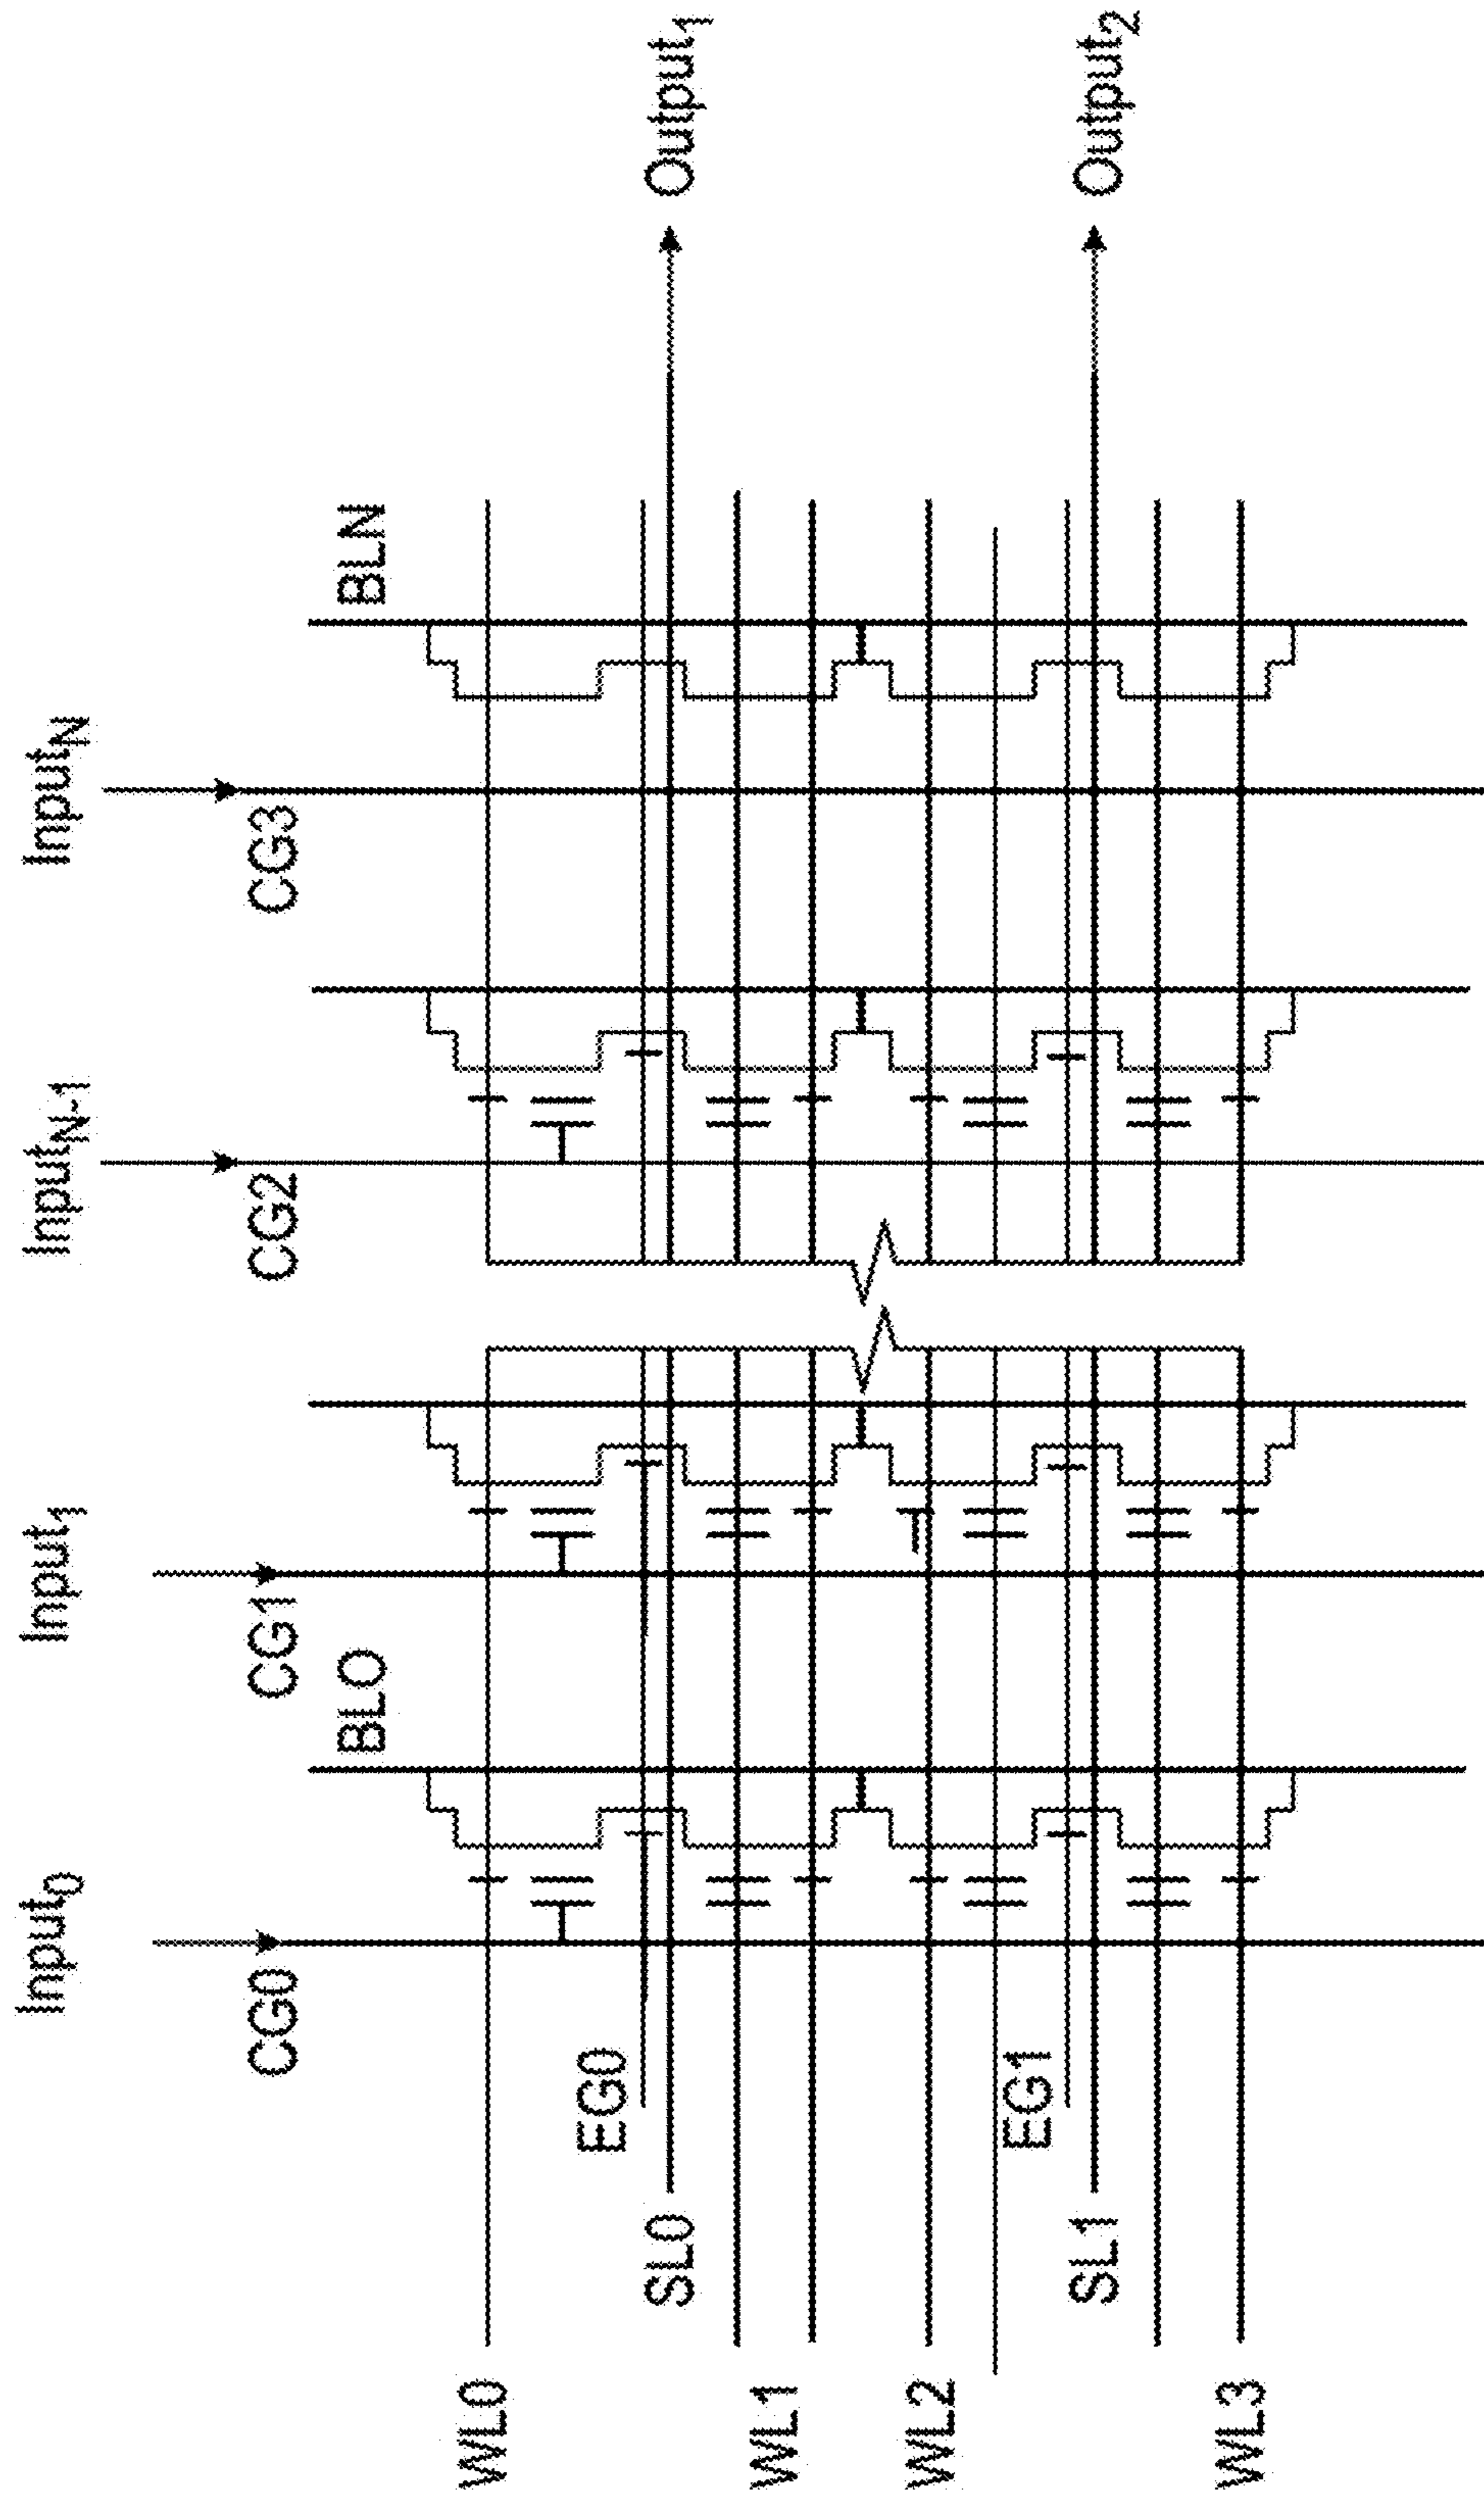 Input0 Input1 InputN-1 InputN
CG0 CG1 CG2 CG3
BLO BLN
WL0
EG0
SL0 Output1
WL1
WL2
EG1
SL1 Output2
WL3